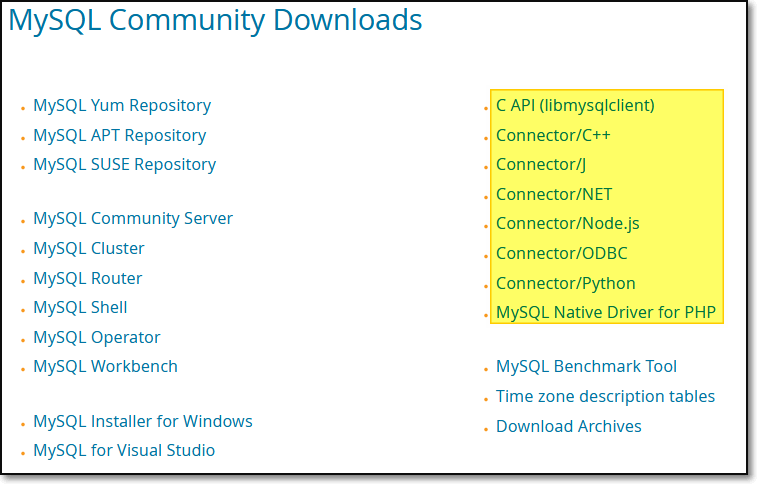 MySQL Community Downloads
MySQL Yum Repository
MySQL APT Repository
MySQL SUSE Repository
MySQL Community Server
MySQL Cluster
MySQL Router
MySQL Shell
MySQL Operator
MySQL Workbench
MySQL Installer for Windows
MySQL for Visual Studio
C API (libmysqlclient)
Connector/C++
Connector/J
Connector/NET
Connector/Node.js
Connector/ODBC
Connector/Python
MySQL Native Driver for PHP
MySQL Benchmark Tool
Time zone description tables
Download Archives